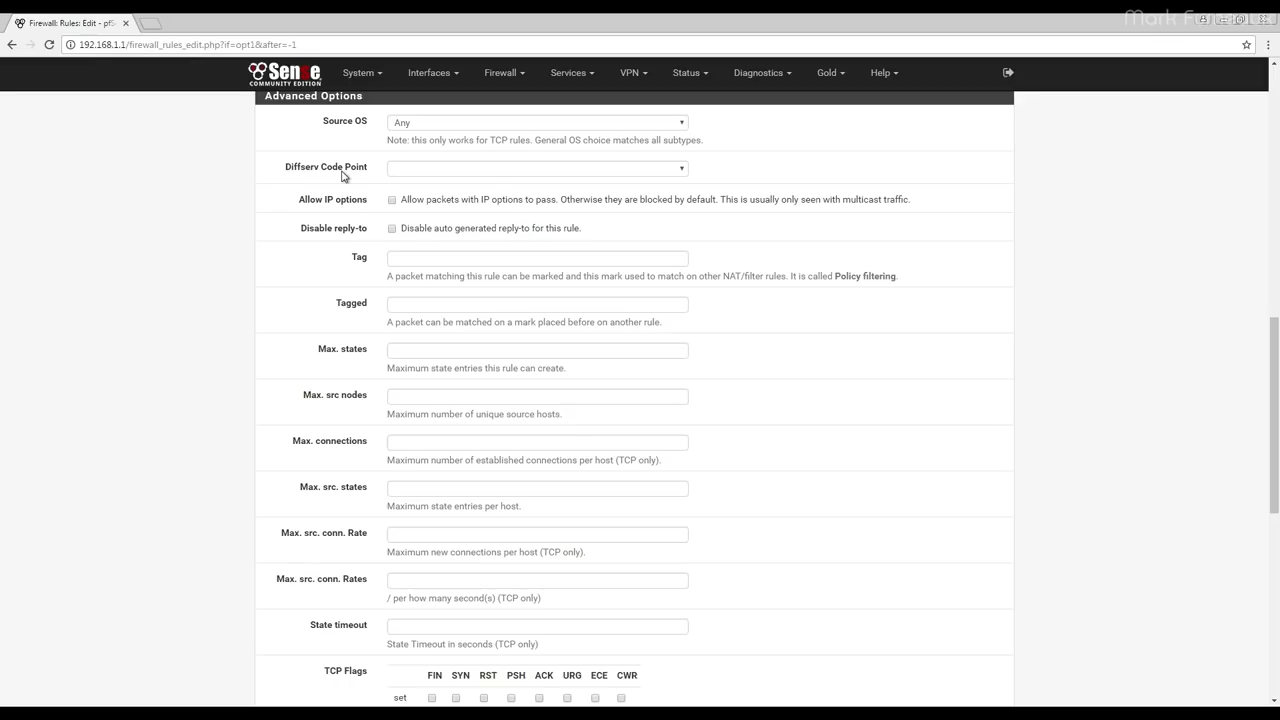 Firewall: Rules: Edit - pfS
192.168.1.1/firewall_rules_edit.php?if=opt1&after=-1
Sense
COMMUNITY EDITION
System
Interfaces
Firewall
Services
VPN
Status
Diagnostics
Gold
Help
Advanced Options
Source OS
Any
Note: this only works for TCP rules. General OS choice matches all subtypes.
Diffserv Code Point
Allow IP options
Allow packets with IP options to pass. Otherwise they are blocked by default. This is usually only seen with multicast traffic.
Disable reply-to
Disable auto generated reply-to for this rule.
Tag
A packet matching this rule can be marked and this mark used to match on other NAT/filter rules. It is called Policy filtering.
Tagged
A packet can be matched on a mark placed before on another rule.
Max. states
Maximum state entries this rule can create.
Max. src nodes
Maximum number of unique source hosts.
Max. connections
Maximum number of established connections per host (TCP only).
Max. src. states
Maximum state entries per host.
Max. src. conn. Rate
Maximum new connections per host (TCP only).
Max. src. conn. Rates
/ per how many second(s) (TCP only)
State timeout
State Timeout in seconds (TCP only)
TCP Flags
FIN SYN RST PSH ACK URG ECE CWR
set